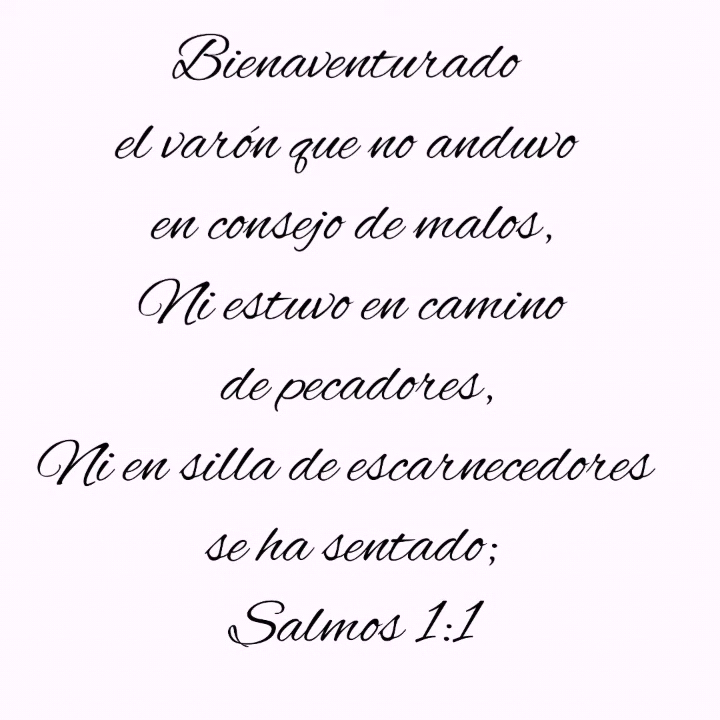 Bienaventurado
el varón que no anduvo
en consejo de malos,
Ni estuvo en camino
de pecadores,
Ni en silla de escarnecedores
se ha sentado;
Salmos 1:1